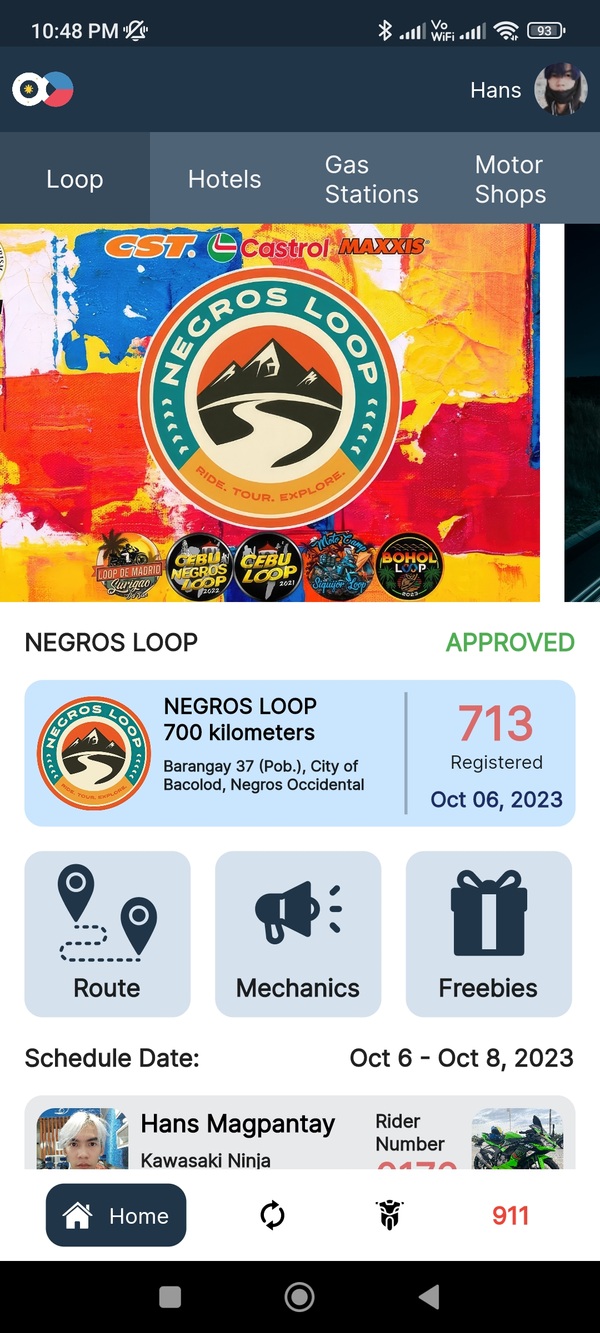 10:48 PM
Vo
WiFi
93
Hans
Loop
Hotels
Gas
Stations
Motor
Shops
CST.
Castrol
MAXXIS
NEGROS LOOP
RIDE. TOUR. EXPLORE.
LOOP DE MADRID
Surigao
CEBU
NEGROS
LOOP
2022
CEBU
LOOP
2021
Moto Camp
Siquijor Loop
BOHOL
LOOP
2023
NEGROS LOOP
APPROVED
NEGROS LOOP
RIDE. TOUR. EXPLORE.
NEGROS LOOP
700 kilometers
Barangay 37 (Pob.), City of
Bacolod, Negros Occidental
713
Registered
Oct 06, 2023
Route
Mechanics
Freebies
Schedule Date:
Oct 6 - Oct 8, 2023
Hans Magpantay
Kawasaki Ninja
Rider
Number
Home
911